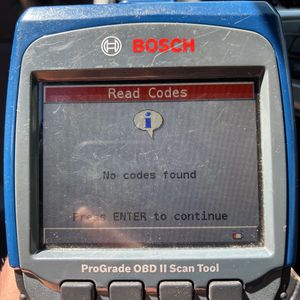 BOSCH
Read Codes
i
No codes found
Press ENTER to continue
ProGrade OBD II Scan Tool